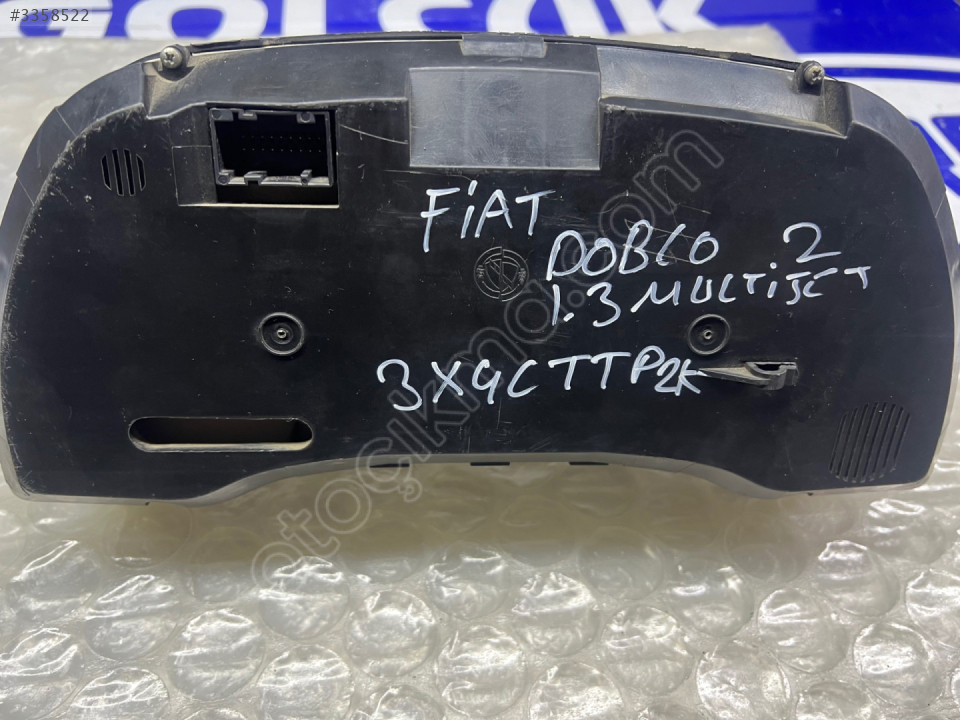 #3358522
FiAT
DOBLO 2
1.3 MULTiJET
3X9CTTP2K
otoçıkma.com